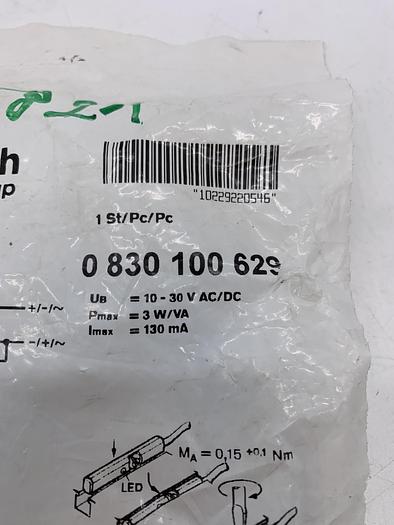 "10229220546"
1 St/Pc/Pc
0 830 100 629
UB = 10 - 30 V AC/DC
Pmax = 3 W/VA
Imax = 130 mA
+/-/~
-/+/~
MA = 0,15 +0,1 Nm
LED